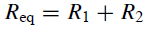 R_eq = R_1 + R_2